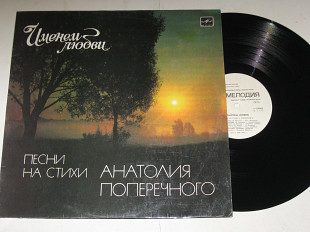 Именем
любви
ПЕСНИ
НА СТИХИ
АНАТОЛИЯ
ПОПЕРЕЧНОГО
МЕЛОДИЯ